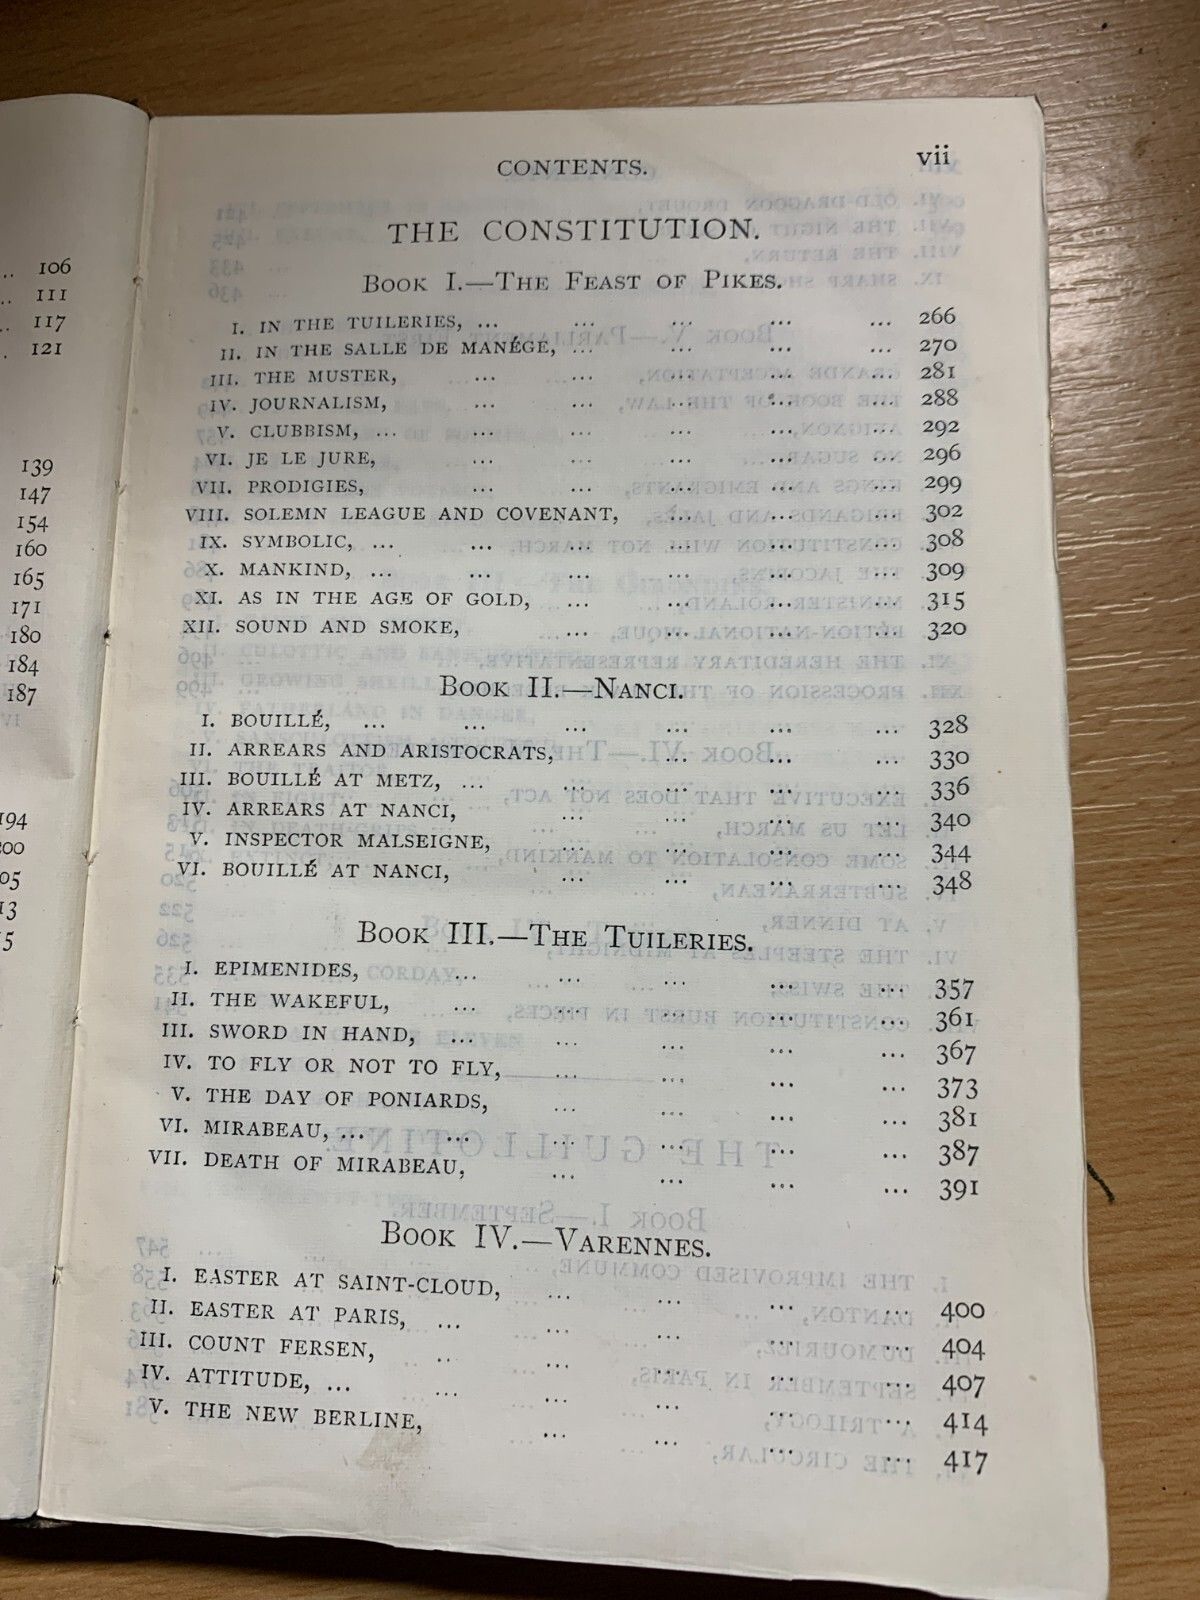 .. 106
.. 111
.. 117
. 121
139
147
154
160
165
171
180
184
187
194
200
05
13
5
CONTENTS. vii
THE CONSTITUTION.
BOOK I.—THE FEAST OF PIKES.
I. IN THE TUILERIES, ... ... ... ... ... 266
II. IN THE SALLE DE MANÉGE, ... ... ... ... 270
III. THE MUSTER, ... ... ... ... ... 281
IV. JOURNALISM, ... ... ... ... ... 288
V. CLUBBISM, ... ... ... ... ... ... 292
VI. JE LE JURE, ... ... ... ... ... 296
VII. PRODIGIES, ... ... ... ... ... 299
VIII. SOLEMN LEAGUE AND COVENANT, ... ... ... 302
IX. SYMBOLIC, ... ... ... ... ... ... 308
X. MANKIND, ... ... ... ... ... ... 309
XI. AS IN THE AGE OF GOLD, ... ... ... ... 315
XII. SOUND AND SMOKE, ... ... ... ... 320
BOOK II.—NANCI.
I. BOUILLÉ, ... ... ... ... ... ... 328
II. ARREARS AND ARISTOCRATS, ... ... ... 330
III. BOUILLÉ AT METZ, ... ... ... ... ... 336
IV. ARREARS AT NANCI, ... ... ... ... 340
V. INSPECTOR MALSEIGNE, ... ... ... ... 344
VI. BOUILLÉ AT NANCI, ... ... ... ... 348
BOOK III.—THE TUILERIES.
I. EPIMENIDES, ... ... ... ... ... 357
II. THE WAKEFUL, ... ... ... ... ... 361
III. SWORD IN HAND, ... ... ... ... ... 367
IV. TO FLY OR NOT TO FLY, ... ... ... ... 373
V. THE DAY OF PONIARDS, ... ... ... ... 381
VI. MIRABEAU, ... ... ... ... ... ... 387
VII. DEATH OF MIRABEAU, ... ... ... ... 391
BOOK IV.—VARENNES.
I. EASTER AT SAINT-CLOUD, ... ... ... ... 400
II. EASTER AT PARIS, ... ... ... ... ... 404
III. COUNT FERSEN, ... ... ... ... ... 407
IV. ATTITUDE, ... ... ... ... ... ... 414
V. THE NEW BERLINE, ... ... ... ... 417